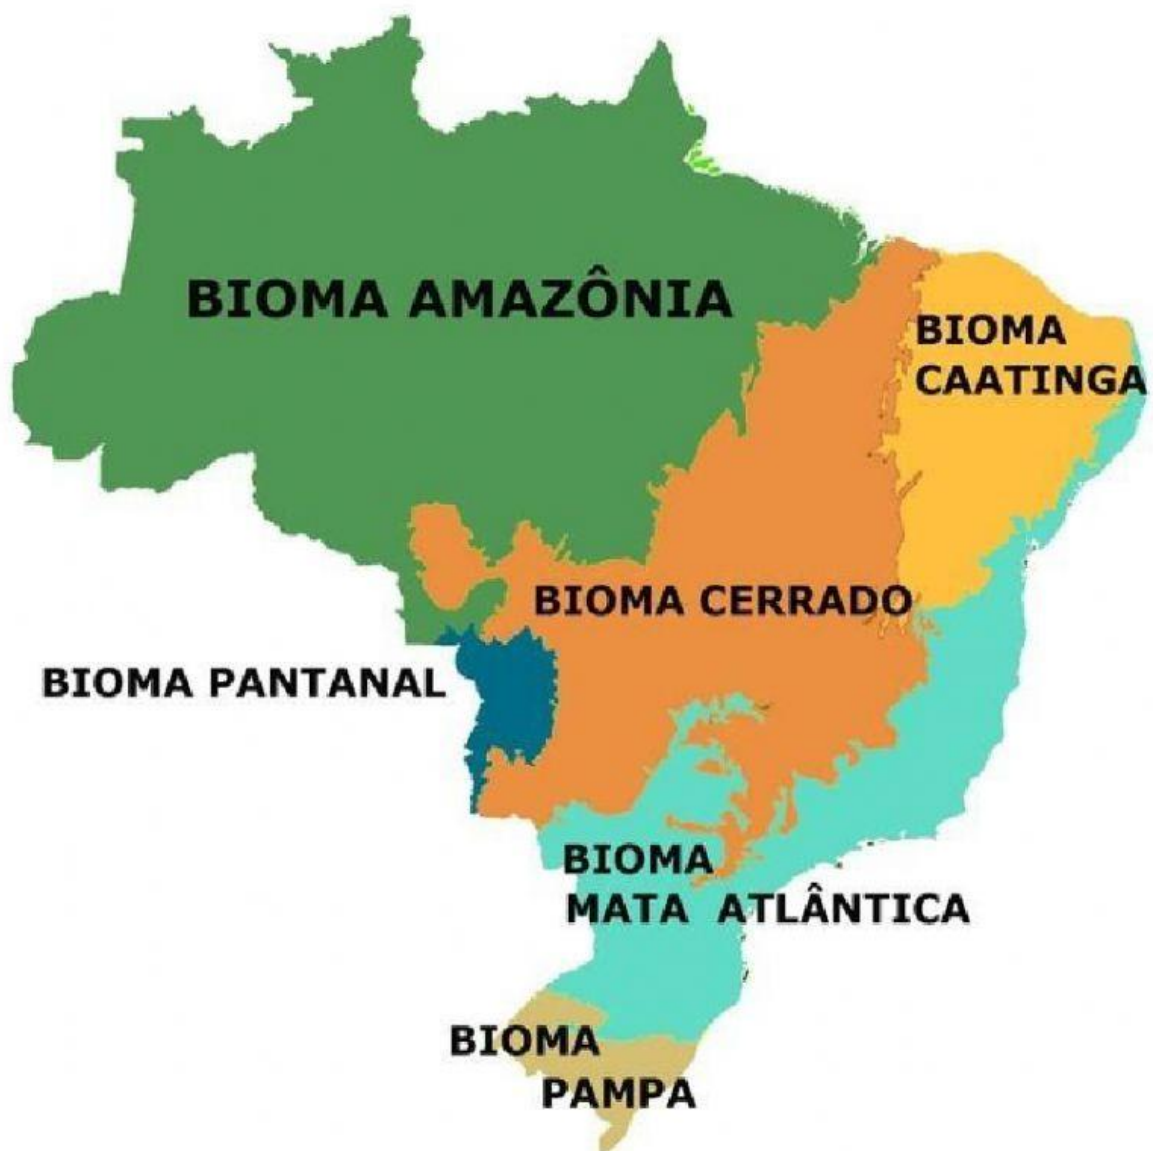 BIOMA AMAZÔNIA
BIOMA
CAATINGA
BIOMA CERRADO
BIOMA PANTANAL
BIOMA
MATA ATLÂNTICA
BIOMA
PAMPA